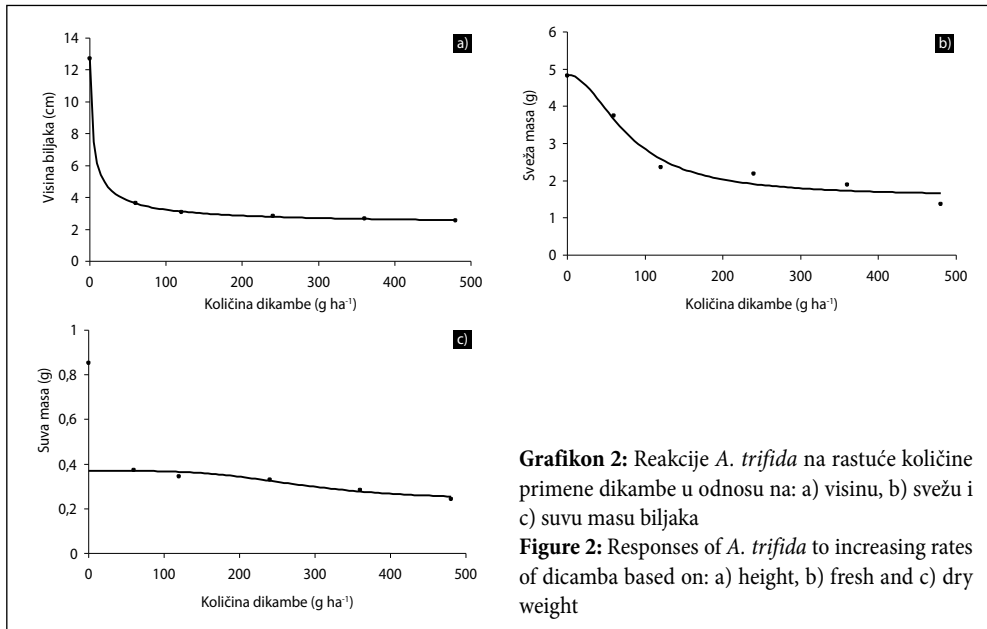 a)
14
12
10
8
6
4
2
0
Visina biljaka (cm)
0 100 200 300 400 500
Količina dikambe (g ha⁻¹)
b)
6
5
4
3
2
1
0
Sveža masa (g)
0 100 200 300 400 500
Količina dikambe (g ha⁻¹)
c)
1
0,8
0,6
0,4
0,2
0
Suva masa (g)
0 100 200 300 400 500
Količina dikambe (g ha⁻¹)
Grafikon 2: Reakcije A. trifida na rastuće količine
primene dikambe u odnosu na: a) visinu, b) svežu i
c) suvu masu biljaka
Figure 2: Responses of A. trifida to increasing rates
of dicamba based on: a) height, b) fresh and c) dry
weight